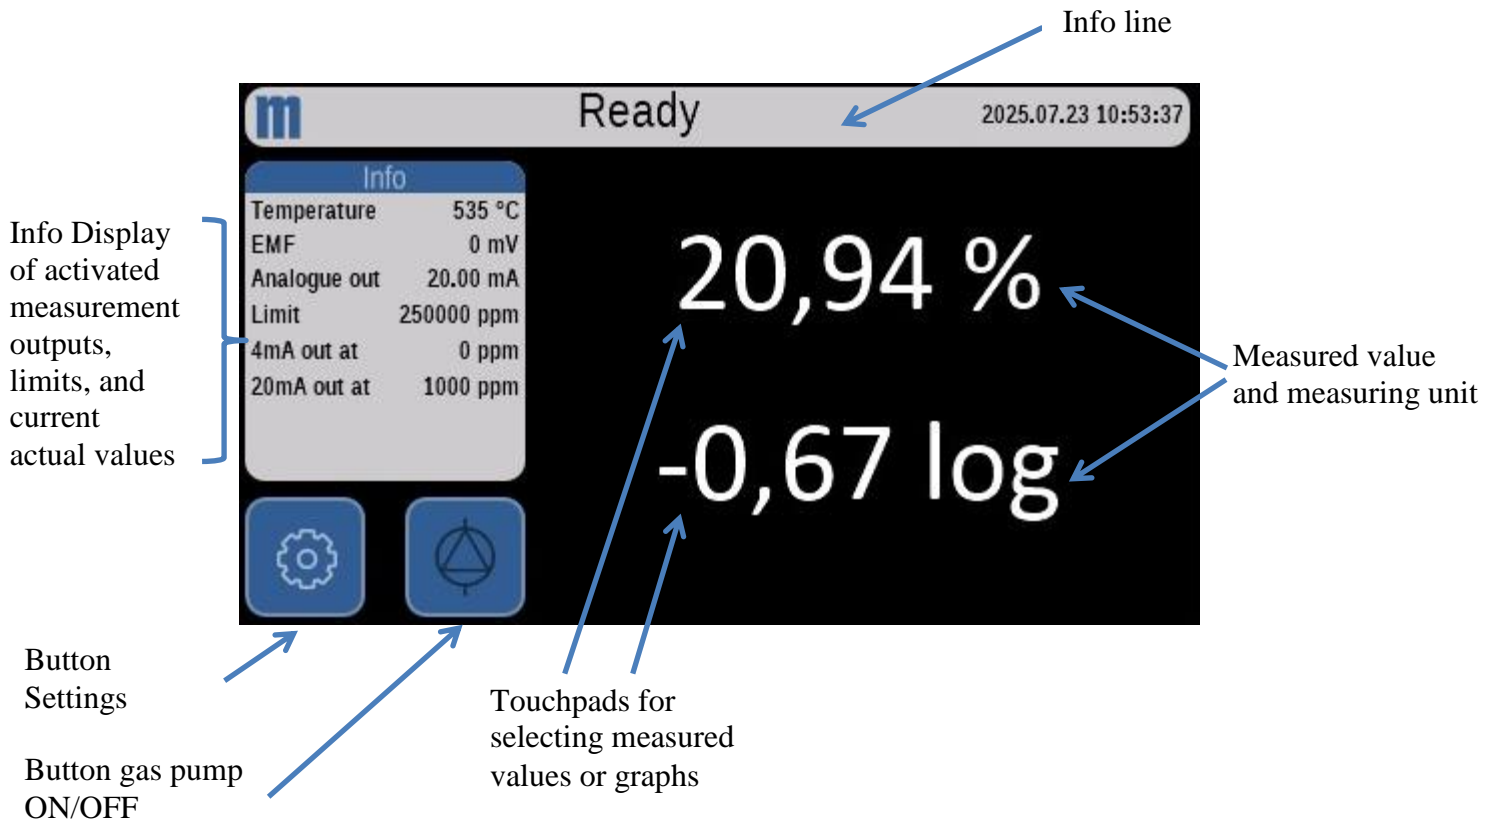 Info line
m
Ready
2025.07.23 10:53:37
Info
Temperature 535 °C
EMF 0 mV
Analogue out 20.00 mA
Limit 250000 ppm
4mA out at 0 ppm
20mA out at 1000 ppm
20,94 %
-0,67 log
Info Display
of activated
measurement
outputs,
limits, and
current
actual values
Measured value
and measuring unit
Button
Settings
Touchpads for
selecting measured
values or graphs
Button gas pump
ON/OFF